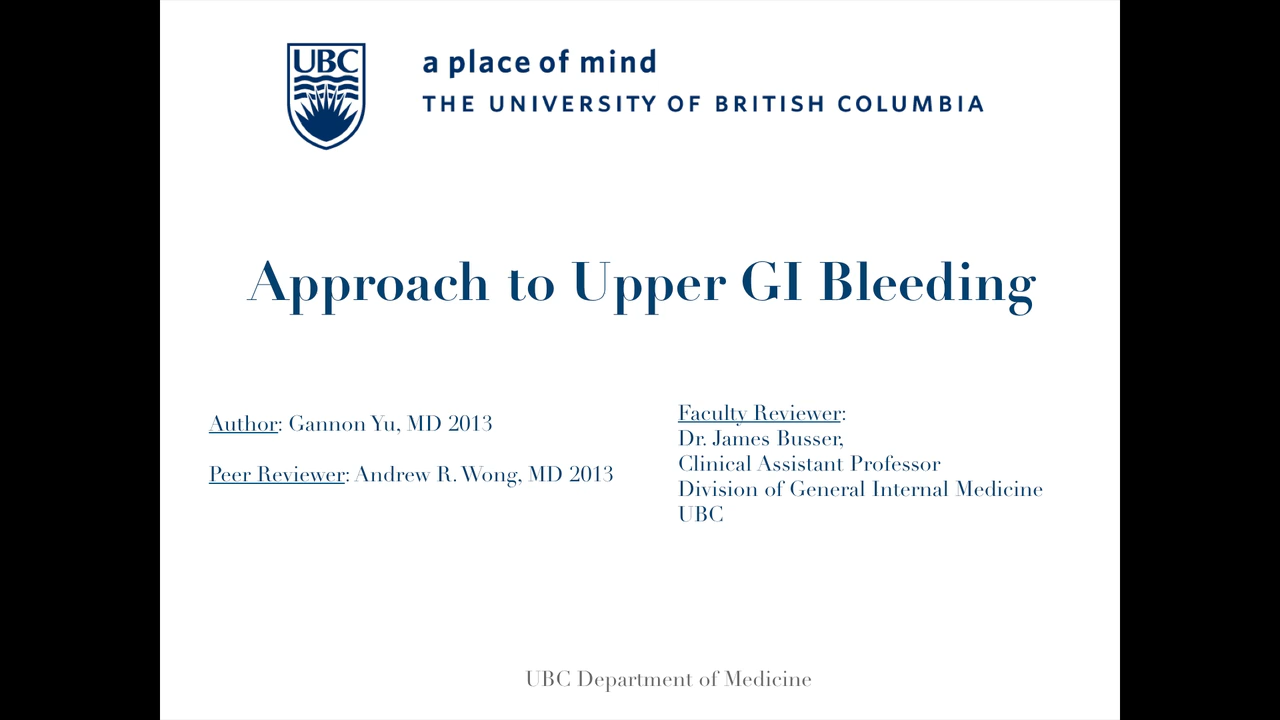 UBC
a place of mind
THE UNIVERSITY OF BRITISH COLUMBIA
Approach to Upper GI Bleeding
Author: Gannon Yu, MD 2013
Peer Reviewer: Andrew R. Wong, MD 2013
Faculty Reviewer:
Dr. James Busser,
Clinical Assistant Professor
Division of General Internal Medicine
UBC
UBC Department of Medicine